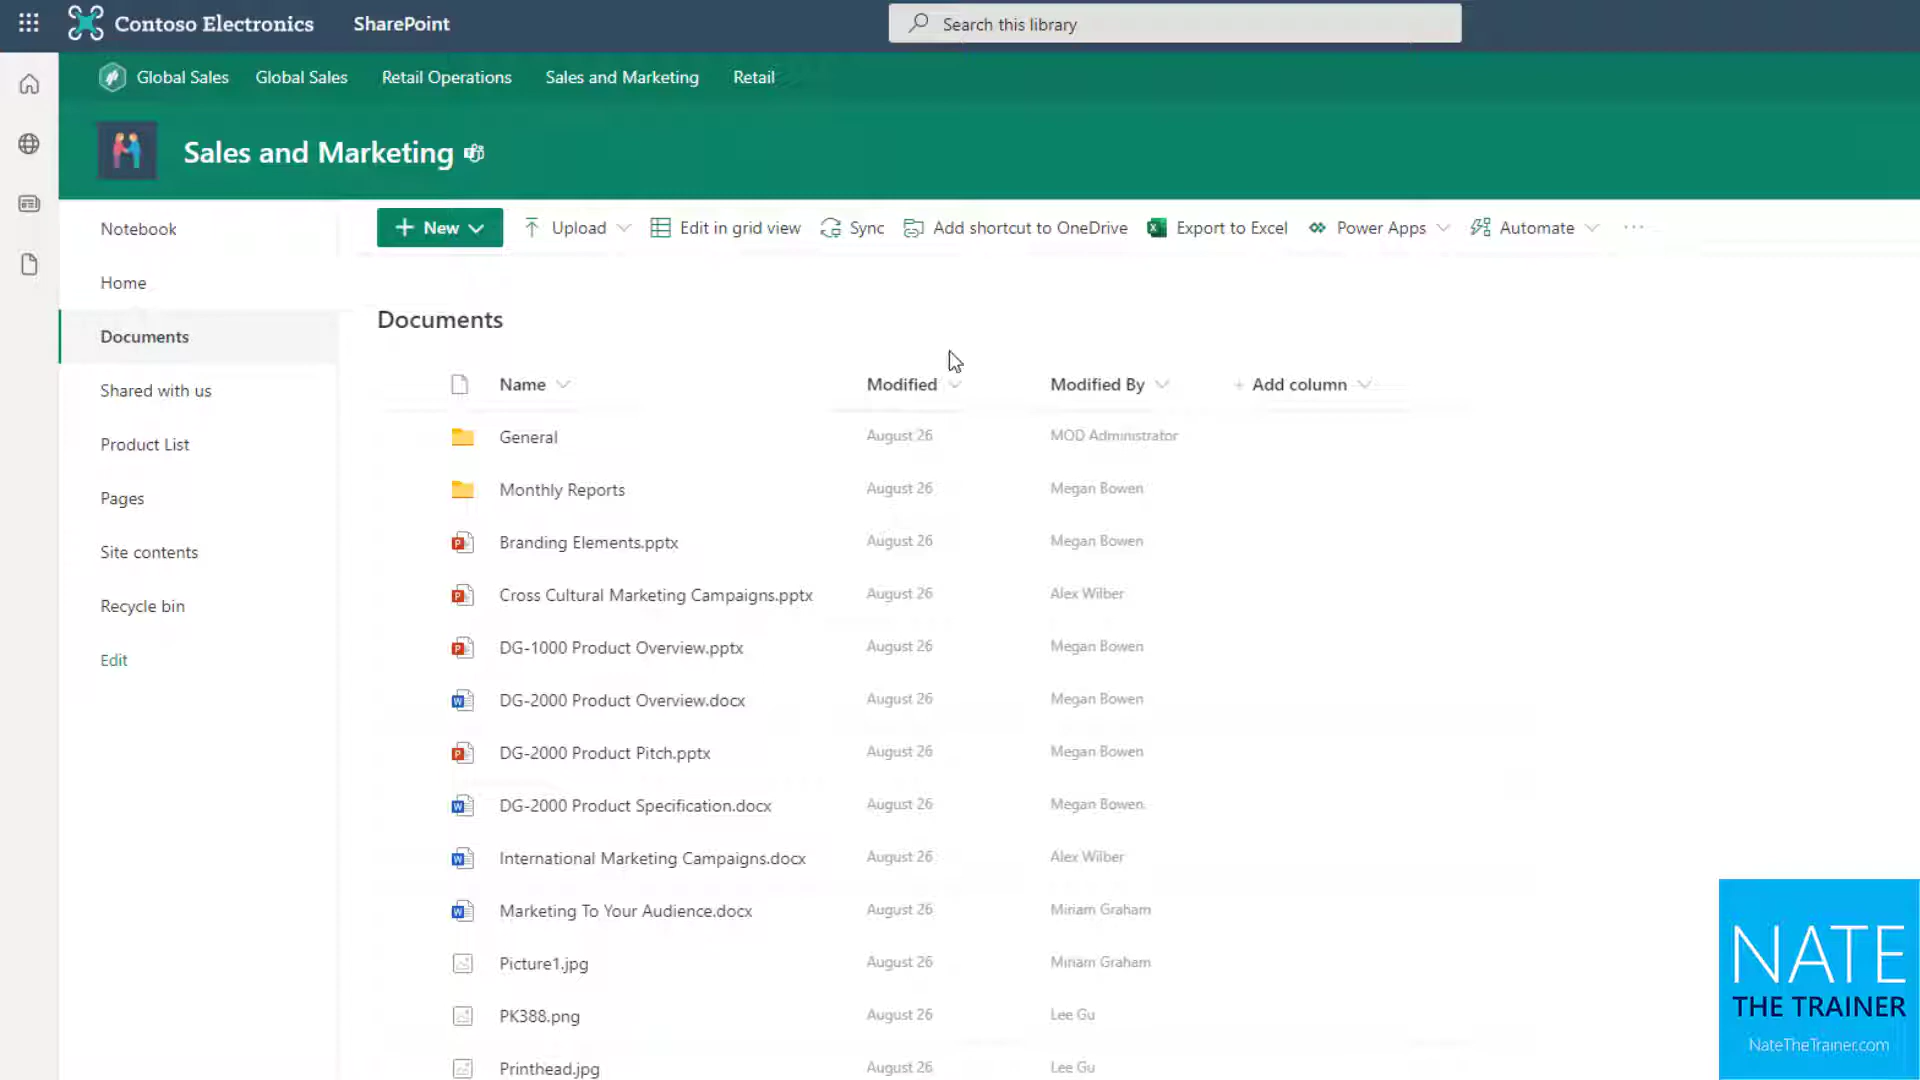 Contoso Electronics SharePoint Search this library
Global Sales Global Sales Retail Operations Sales and Marketing Retail
Sales and Marketing
New Upload Edit in grid view Sync Add shortcut to OneDrive Export to Excel Power Apps Automate ...
Notebook
Home
Documents
Shared with us
Product List
Pages
Site contents
Recycle bin
Edit
Documents
Name Modified Modified By + Add column
General August 26 MOD Administrator
Monthly Reports August 26 Megan Bowen
Branding Elements.pptx August 26 Megan Bowen
Cross Cultural Marketing Campaigns.pptx August 26 Alex Wilber
DG-1000 Product Overview.pptx August 26 Megan Bowen
DG-2000 Product Overview.docx August 26 Megan Bowen
DG-2000 Product Pitch.pptx August 26 Megan Bowen
DG-2000 Product Specification.docx August 26 Megan Bowen
International Marketing Campaigns.docx August 26 Alex Wilber
Marketing To Your Audience.docx August 26 Miriam Graham
Picture1.jpg August 26 Miriam Graham
PK388.png August 26 Lee Gu
Printhead.jpg August 26 Lee Gu
NATE
THE TRAINER
NateTheTrainer.com